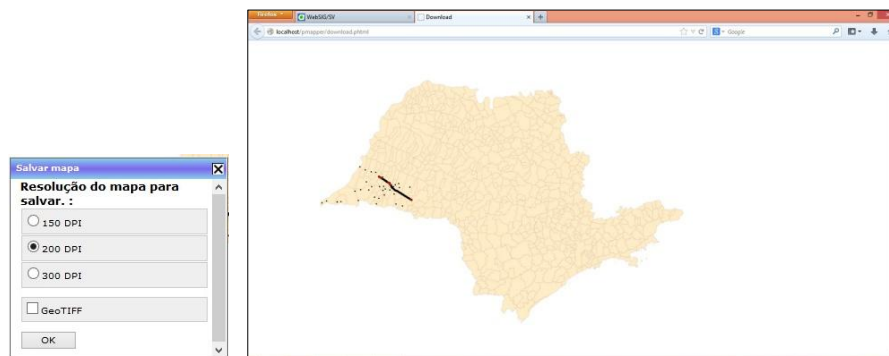 Salvar mapa
Resolução do mapa para
salvar. :
150 DPI
200 DPI
300 DPI
GeoTIFF
OK
Firefox
WebSIG/SV
Download
localhost/pmapper/download.phtml
Google